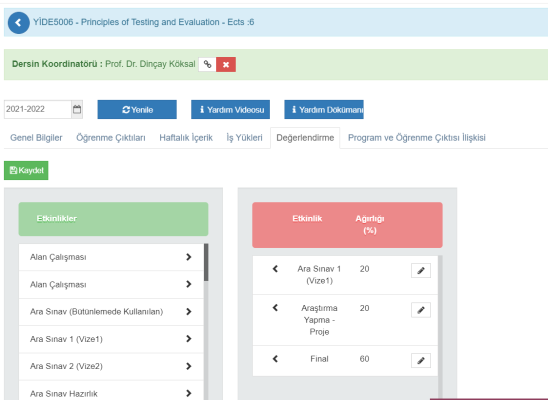 YİDE5006 - Principles of Testing and Evaluation - Ects :6
Dersin Koordinatörü : Prof. Dr. Dinçay Köksal
2021-2022
Yenile
Yardım Videosu
Yardım Dökümanı
Genel Bilgiler
Öğrenme Çıktıları
Haftalık İçerik
İş Yükleri
Değerlendirme
Program ve Öğrenme Çıktısı İlişkisi
Kaydet
Etkinlikler
Alan Çalışması
Alan Çalışması
Ara Sınav (Bütünlemede Kullanılan)
Ara Sınav 1 (Vize1)
Ara Sınav 2 (Vize2)
Ara Sınav Hazırlık
Etkinlik Ağırlığı
(%)
Ara Sınav 1 20
(Vize1)
Araştırma 20
Yapma -
Proje
Final 60